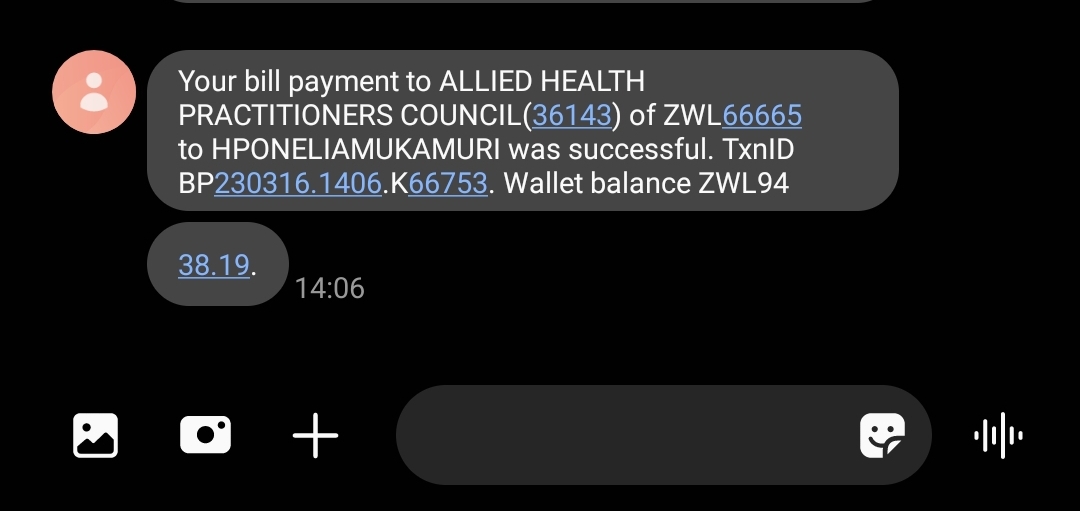 Your bill payment to ALLIED HEALTH
PRACTITIONERS COUNCIL(36143) of ZWL66665
to HPONELIAMUKAMURI was successful. TxnID
BP230316.1406.K66753. Wallet balance ZWL94
38.19.
14:06